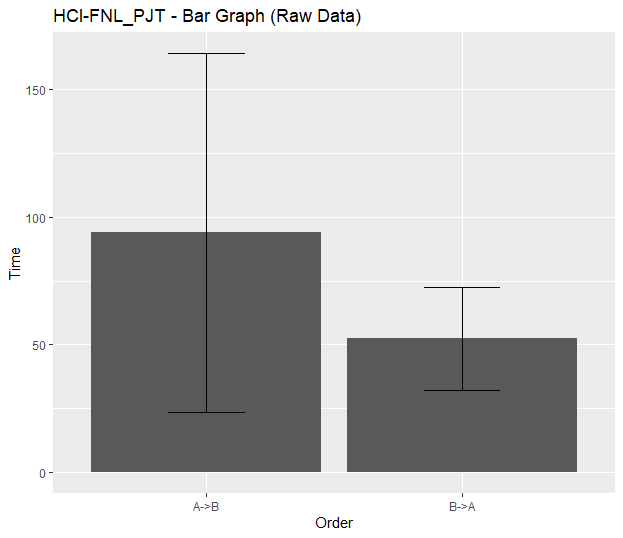 HCI-FNL_PJT - Bar Graph (Raw Data)
150
100
50
0
Time
A->B
B->A
Order